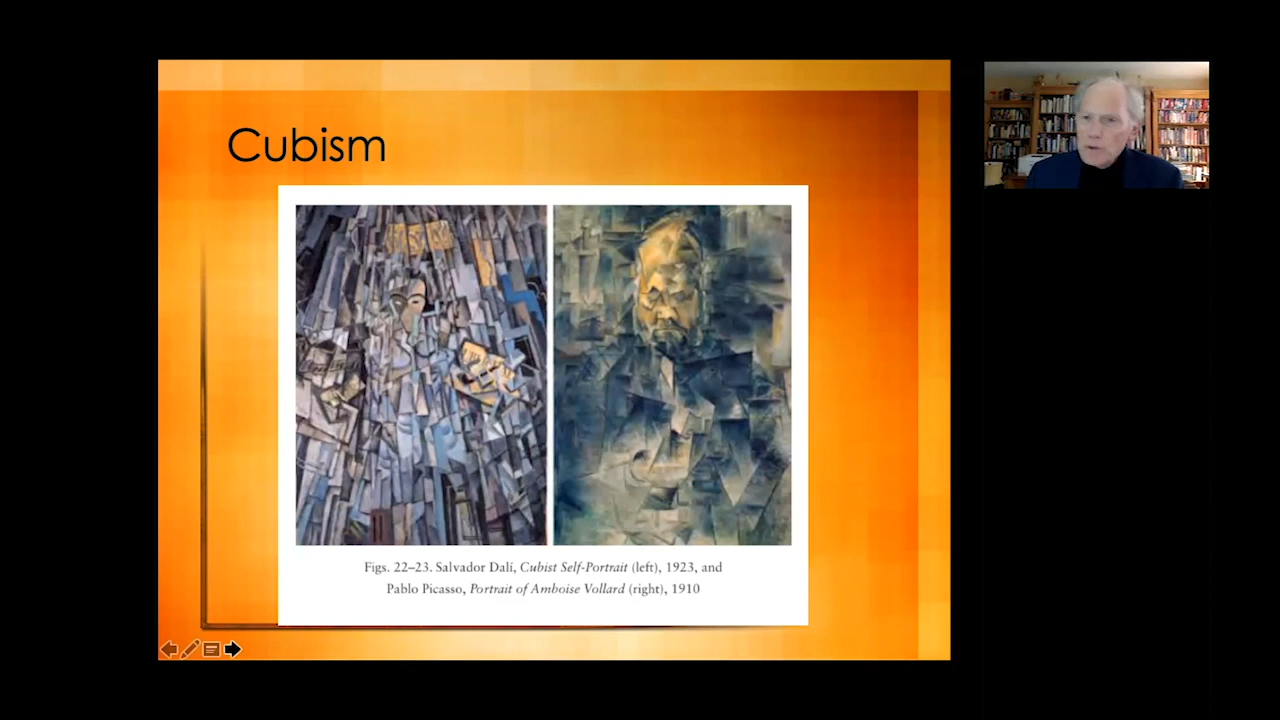 Cubism
Figs. 22–23. Salvador Dalí, Cubist Self-Portrait (left), 1923, and
Pablo Picasso, Portrait of Amboise Vollard (right), 1910